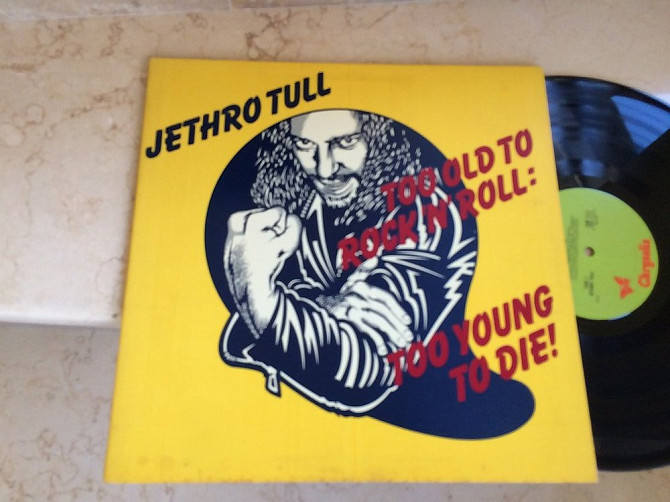 JETHRO TULL
TOO OLD TO
ROCK 'N' ROLL:
TOO YOUNG
TO DIE!
Chrysalis